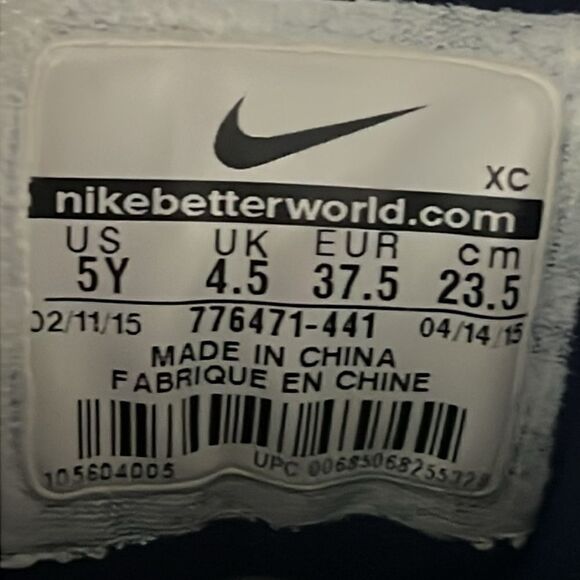 XC
nikebetterworld.com
US UK EUR cm
5Y 4.5 37.5 23.5
02/11/15 776471-441 04/14/15
MADE IN CHINA
FABRIQUE EN CHINE
105604005 UPC